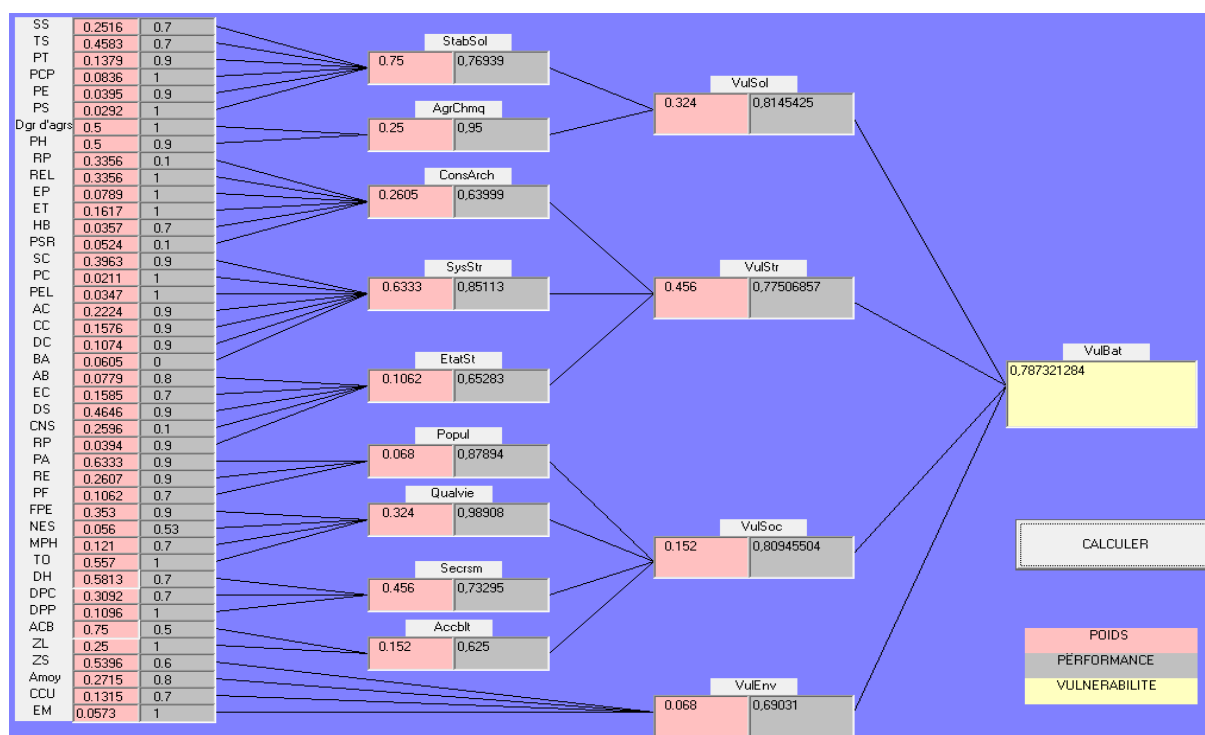 SS 0.2516 0.7
TS 0.4583 0.7
PT 0.1379 0.9
PCP 0.0836 1
PE 0.0395 0.9
PS 0.0292 1
Dgr d'agrs 0.5 1
PH 0.5 0.9
RP 0.3356 0.1
REL 0.3356 1
EP 0.0789 1
ET 0.1617 1
HB 0.0357 0.7
PSR 0.0524 0.1
SC 0.3963 0.9
PC 0.0211 1
PEL 0.0347 1
AC 0.2224 0.9
CC 0.1576 0.9
DC 0.1074 0.9
BA 0.0605 0
AB 0.0779 0.8
EC 0.1585 0.7
DS 0.4646 0.9
CNS 0.2596 0.1
RP 0.0394 0.9
PA 0.6333 0.9
RE 0.2607 0.9
PF 0.1062 0.7
FPE 0.353 0.9
NES 0.056 0.53
MPH 0.121 0.7
TO 0.557 1
DH 0.5813 0.7
DPC 0.3092 0.7
DPP 0.1096 1
ACB 0.75 0.5
ZL 0.25 1
ZS 0.5396 0.6
Amoy 0.2715 0.8
CCU 0.1315 0.7
EM 0.0573 1
StabSol
0.75 0,76939
AgrChmq
0.25 0,95
ConsArch
0.2605 0,63999
SysStr
0.6333 0,85113
EtatSt
0.1062 0,65283
Popul
0.068 0,87894
Qualvie
0.324 0,98908
Secrsm
0.456 0,73295
Accblt
0.152 0,625
VulSol
0.324 0,8145425
VulStr
0.456 0,77506857
VulSoc
0.152 0,80945504
VulEnv
0.068 0,69031
VulBat
0,787321284
CALCULER
POIDS
PËRFORMANCE
VULNERABILITE